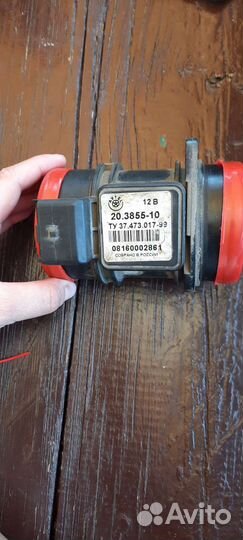 12 В
20.3855-10
ТУ 37.473.017-99
08160002861
СОБРАНО В РОССИИ
Avito